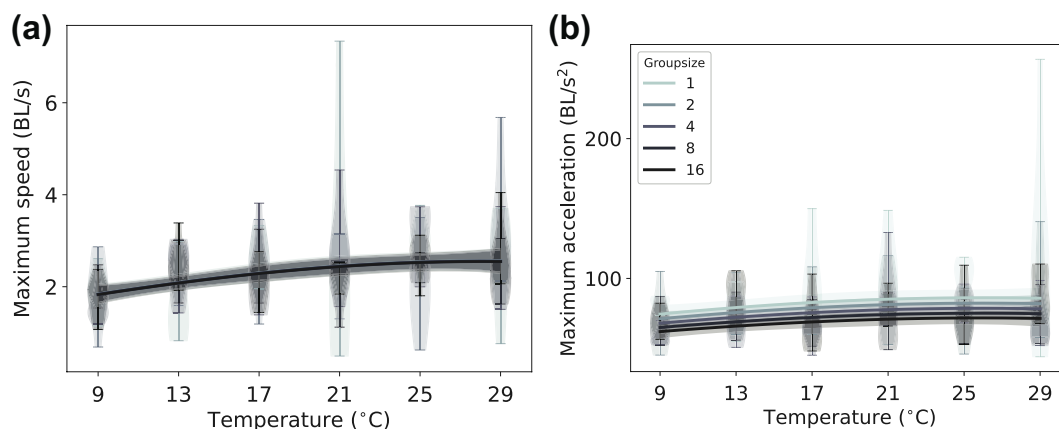 (a)
Maximum speed (BL/s)
6
4
2
9 13 17 21 25 29
Temperature (°C)
(b)
Maximum acceleration (BL/s²)
200
100
Groupsize
1
2
4
8
16
9 13 17 21 25 29
Temperature (°C)